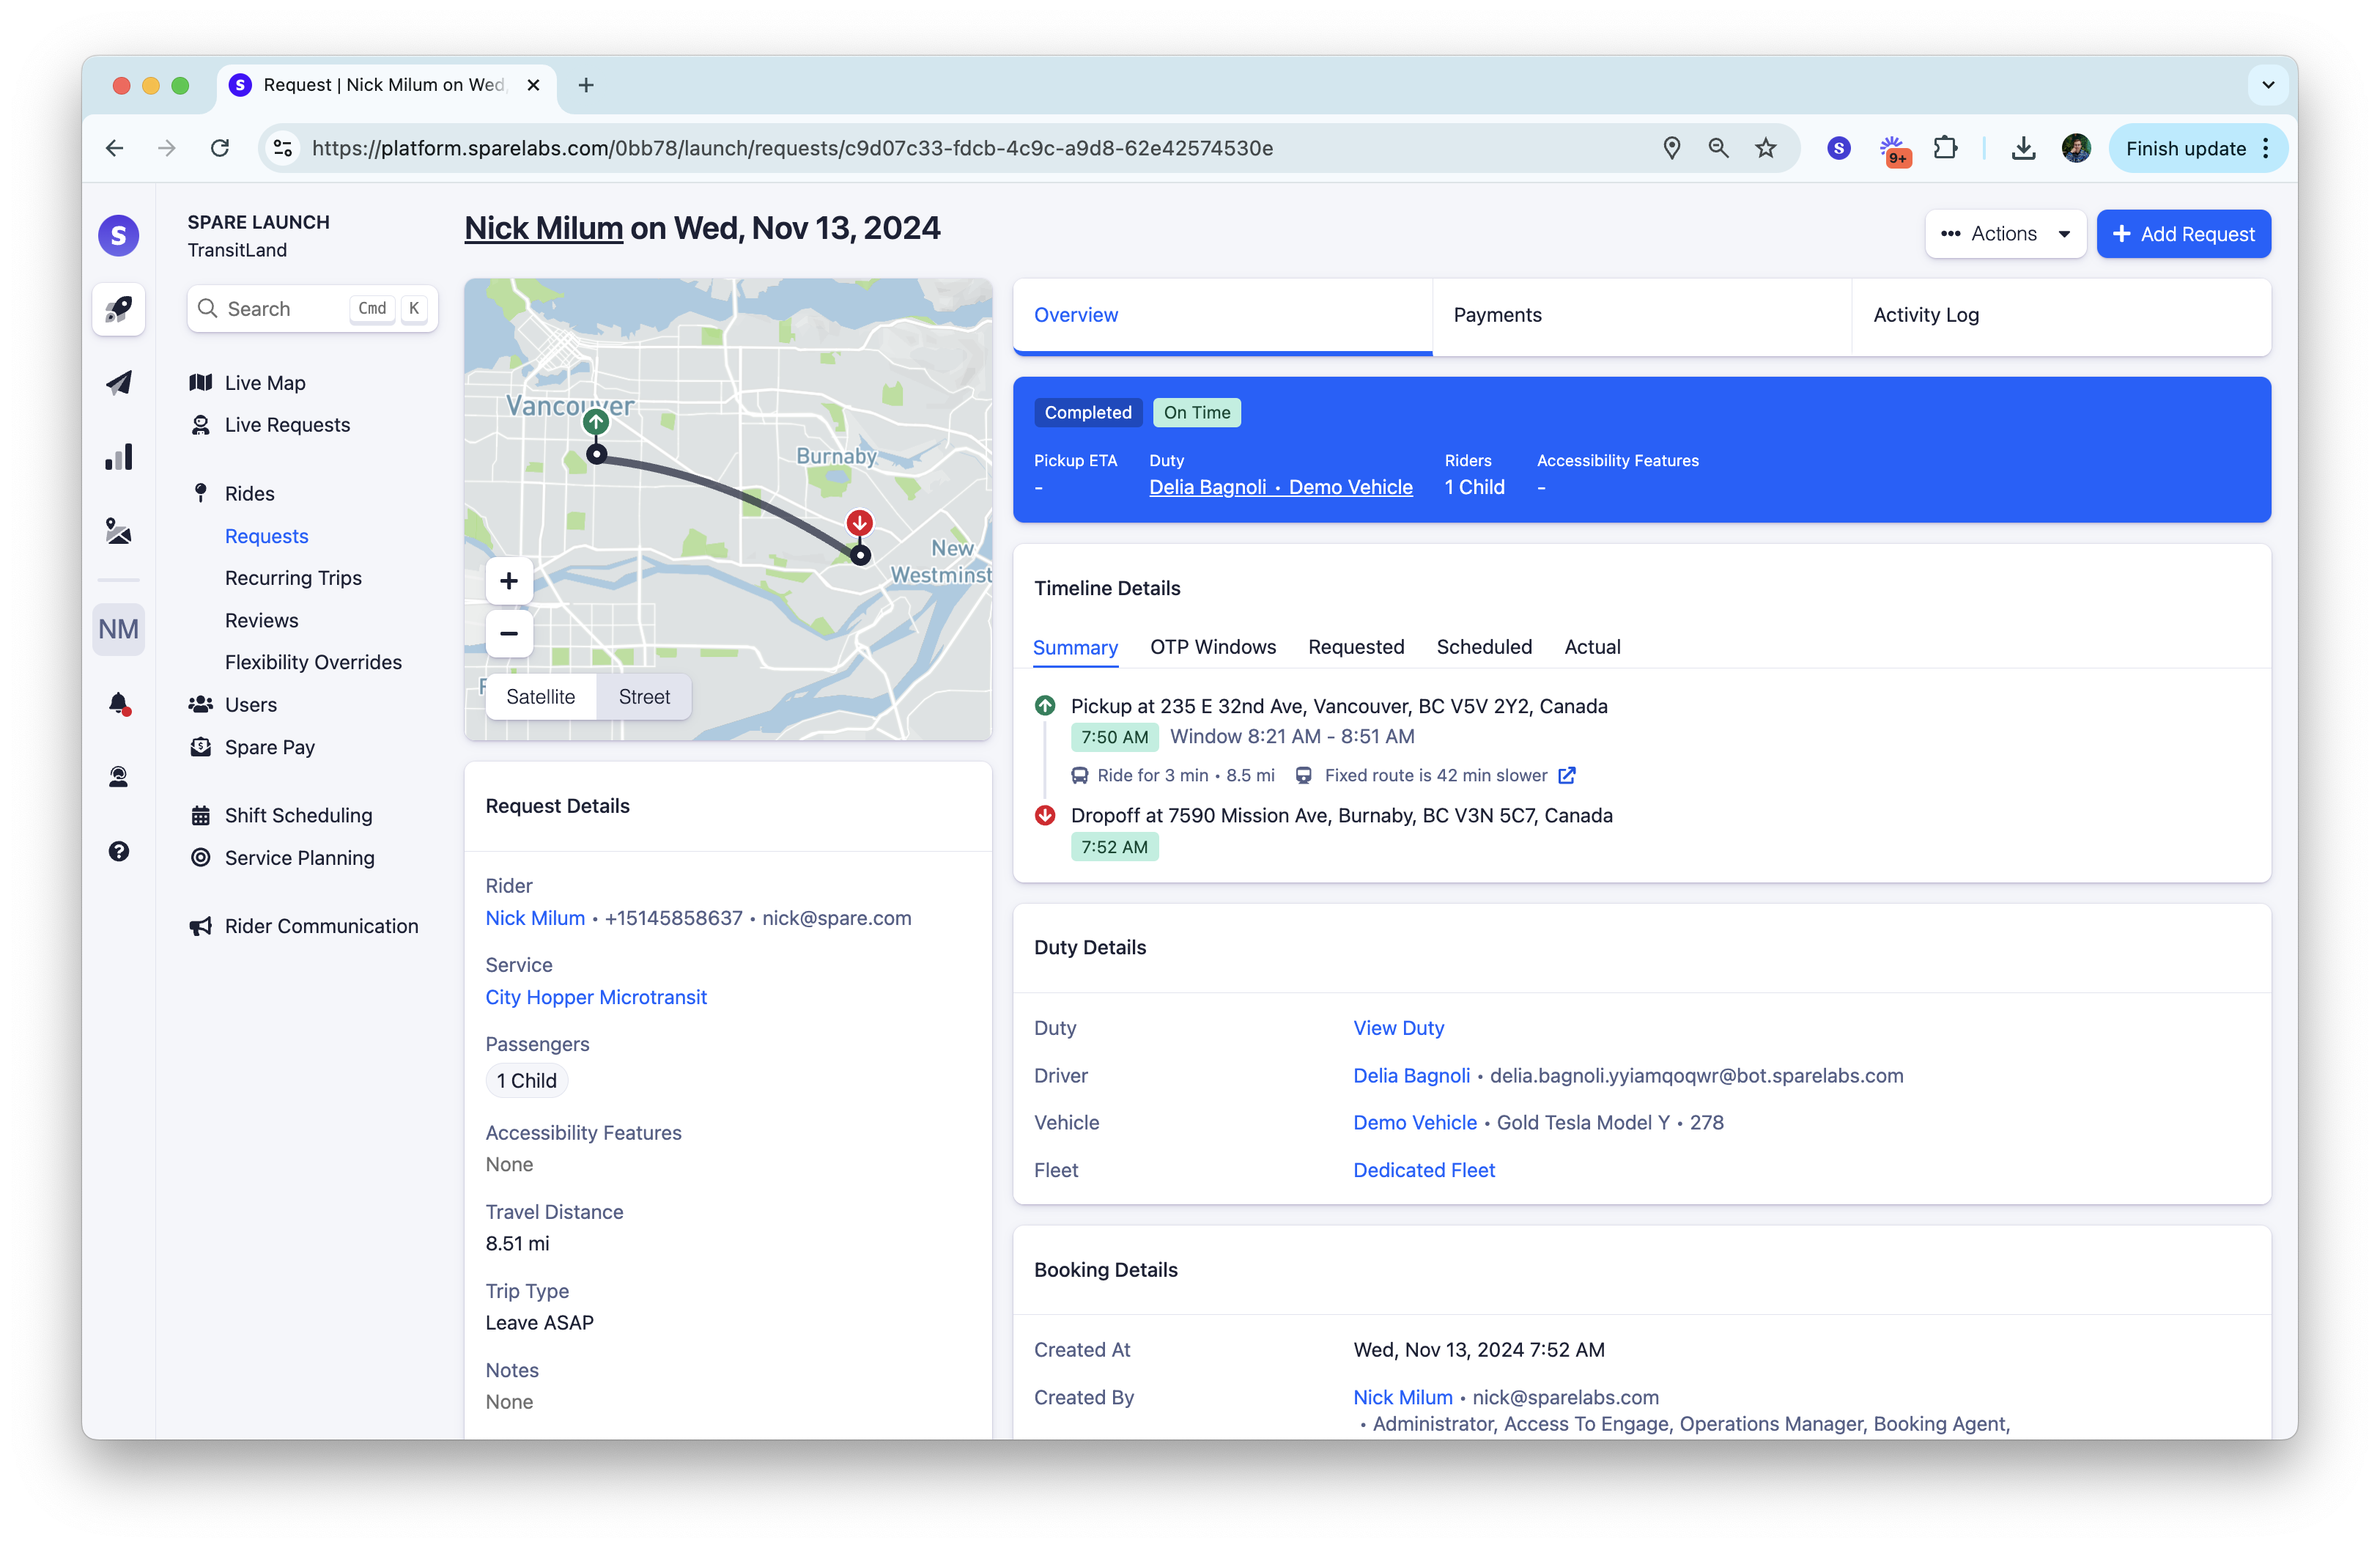 Request | Nick Milum on Wed,
https://platform.sparelabs.com/0bb78/launch/requests/c9d07c33-fdcb-4c9c-a9d8-62e42574530e
S
9+
Finish update
S
SPARE LAUNCH
TransitLand
Search
Cmd
K
Live Map
Live Requests
Rides
Requests
Recurring Trips
Reviews
Flexibility Overrides
Users
Spare Pay
Shift Scheduling
Service Planning
Rider Communication
NM
Nick Milum on Wed, Nov 13, 2024
Actions
Add Request
Vancouver
Burnaby
New
Westminst
Satellite
Street
Request Details
Rider
Nick Milum • +15145858637 • nick@spare.com
Service
City Hopper Microtransit
Passengers
1 Child
Accessibility Features
None
Travel Distance
8.51 mi
Trip Type
Leave ASAP
Notes
None
Overview
Payments
Activity Log
Completed
On Time
Pickup ETA
-
Duty
Delia Bagnoli • Demo Vehicle
Riders
1 Child
Accessibility Features
-
Timeline Details
Summary
OTP Windows
Requested
Scheduled
Actual
Pickup at 235 E 32nd Ave, Vancouver, BC V5V 2Y2, Canada
7:50 AM Window 8:21 AM - 8:51 AM
Ride for 3 min • 8.5 mi Fixed route is 42 min slower
Dropoff at 7590 Mission Ave, Burnaby, BC V3N 5C7, Canada
7:52 AM
Duty Details
Duty View Duty
Driver Delia Bagnoli • delia.bagnoli.yyiamqoqwr@bot.sparelabs.com
Vehicle Demo Vehicle • Gold Tesla Model Y • 278
Fleet Dedicated Fleet
Booking Details
Created At Wed, Nov 13, 2024 7:52 AM
Created By Nick Milum • nick@sparelabs.com
• Administrator, Access To Engage, Operations Manager, Booking Agent,